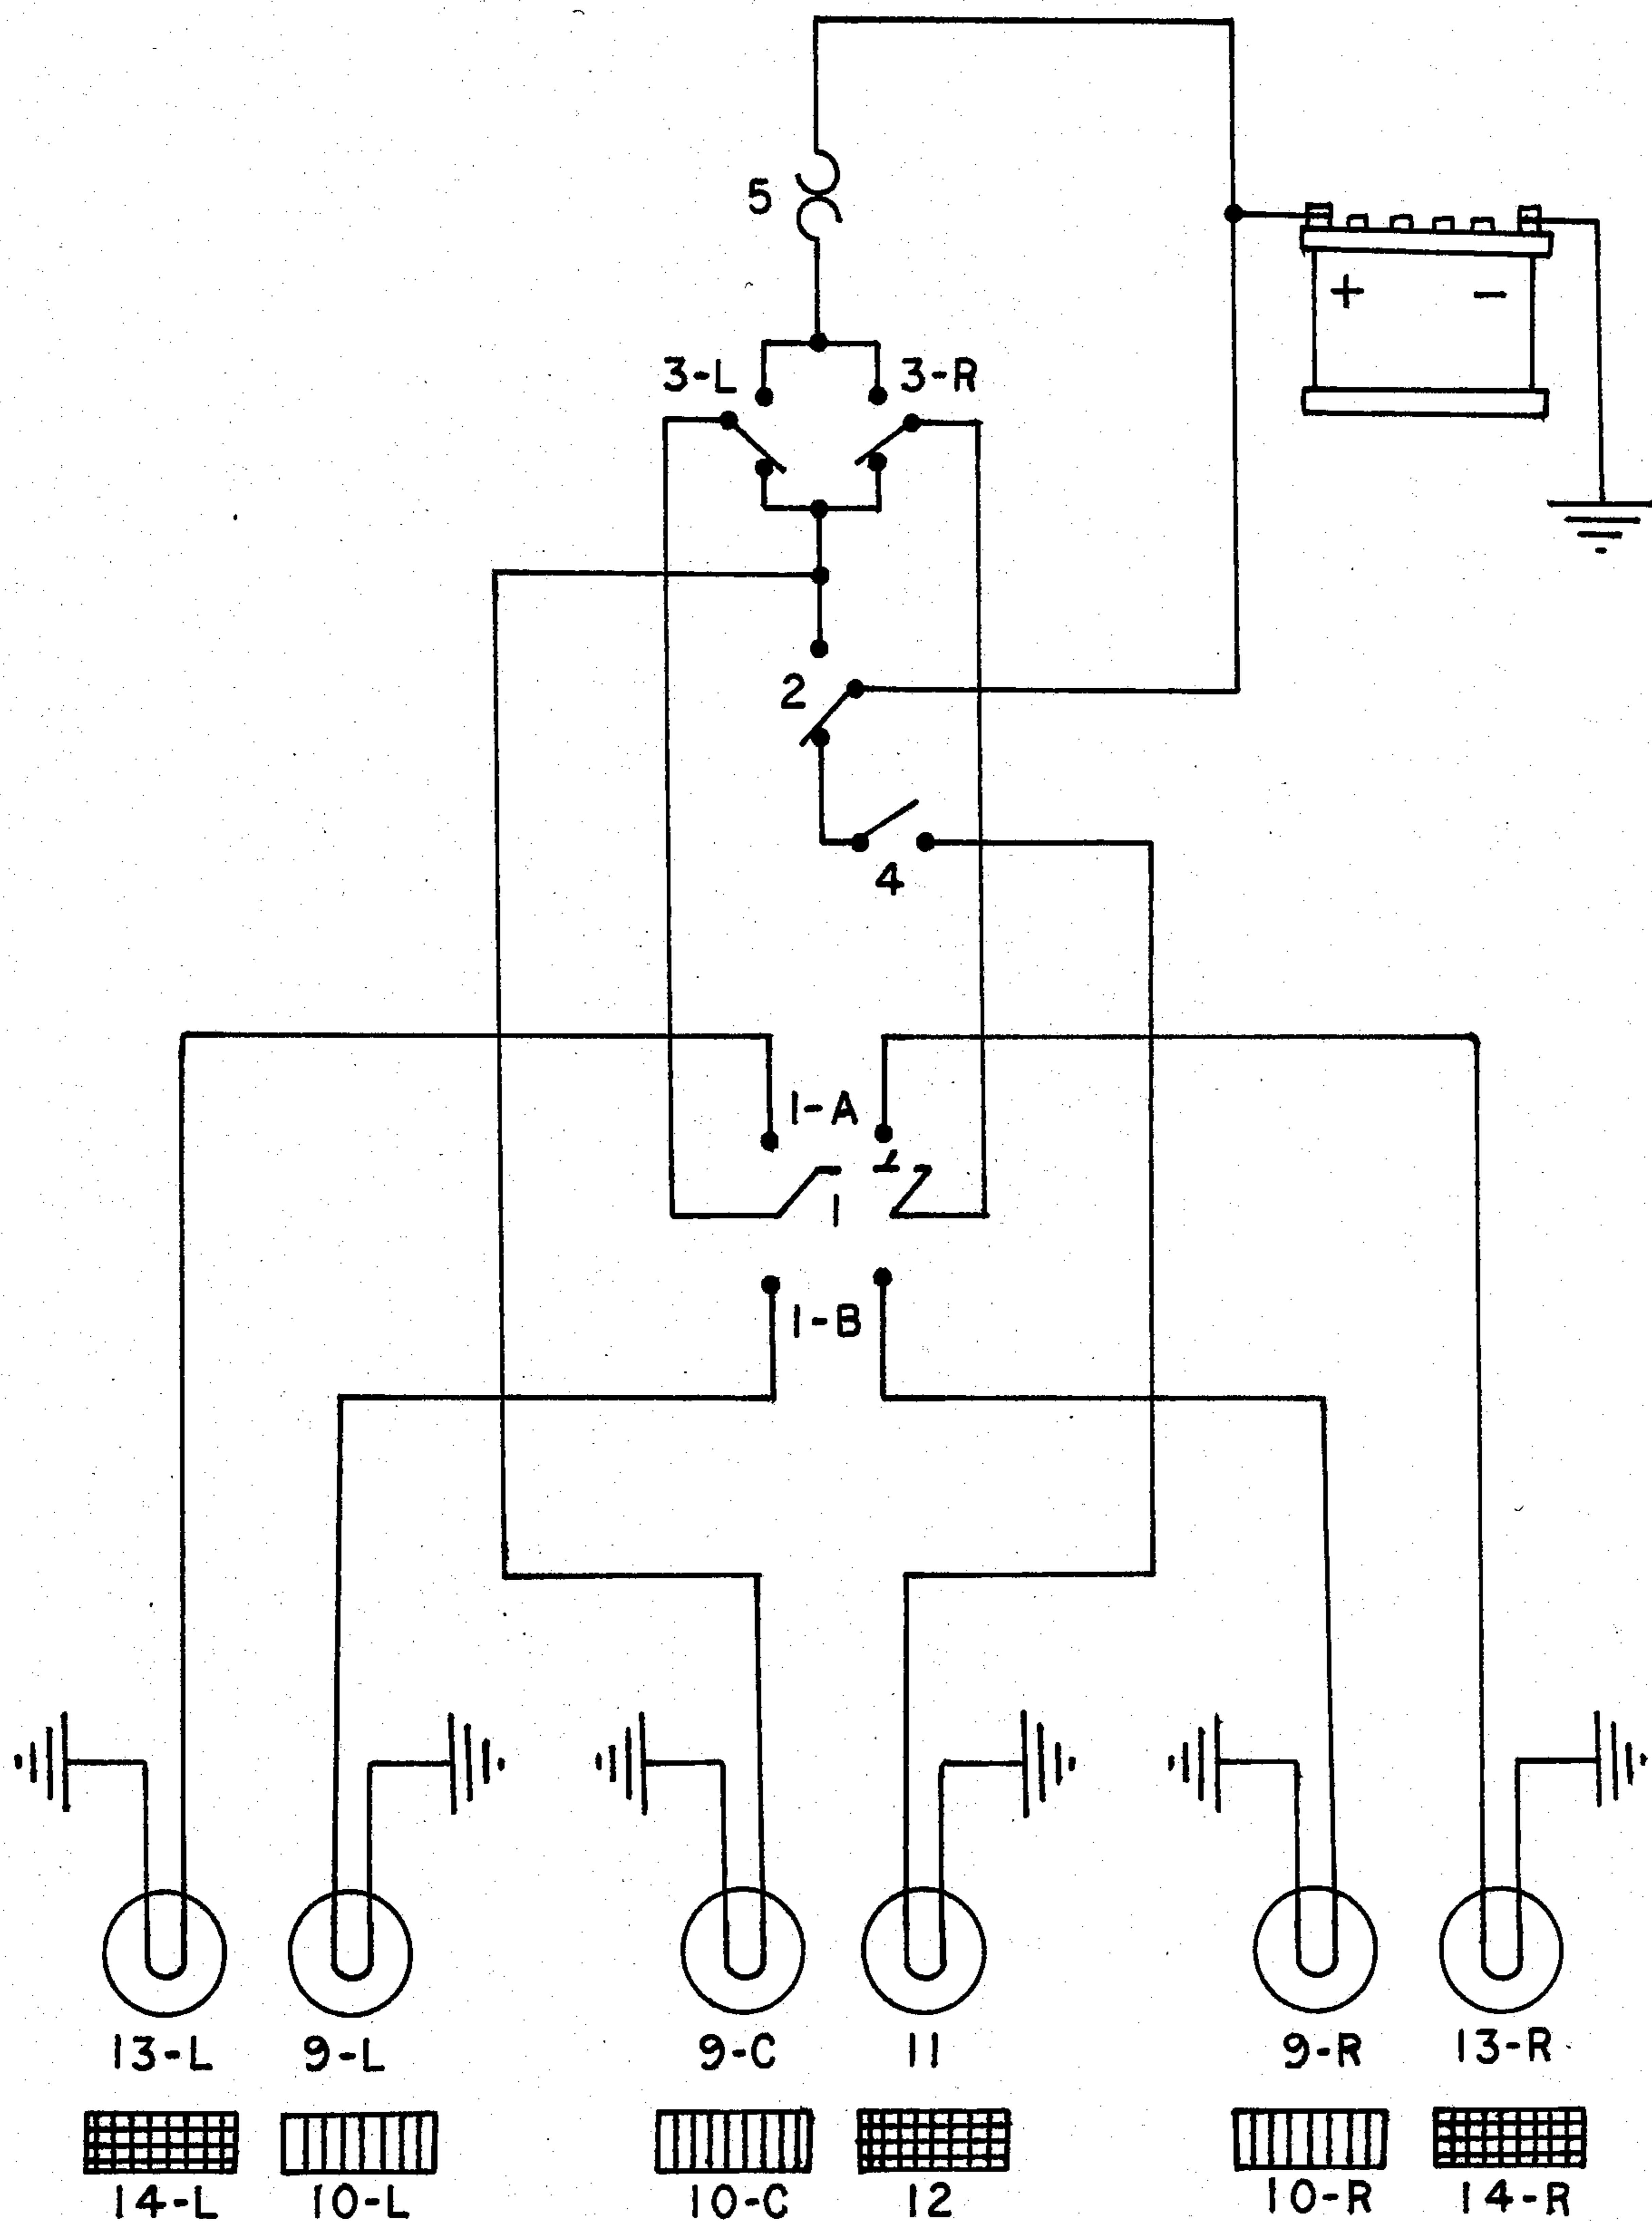 5
3-L 3-R
+ −
2
4
1-A
1
1-B
13-L 9-L 9-C 11 9-R 13-R
14-L 10-L 10-C 12 10-R 14-R